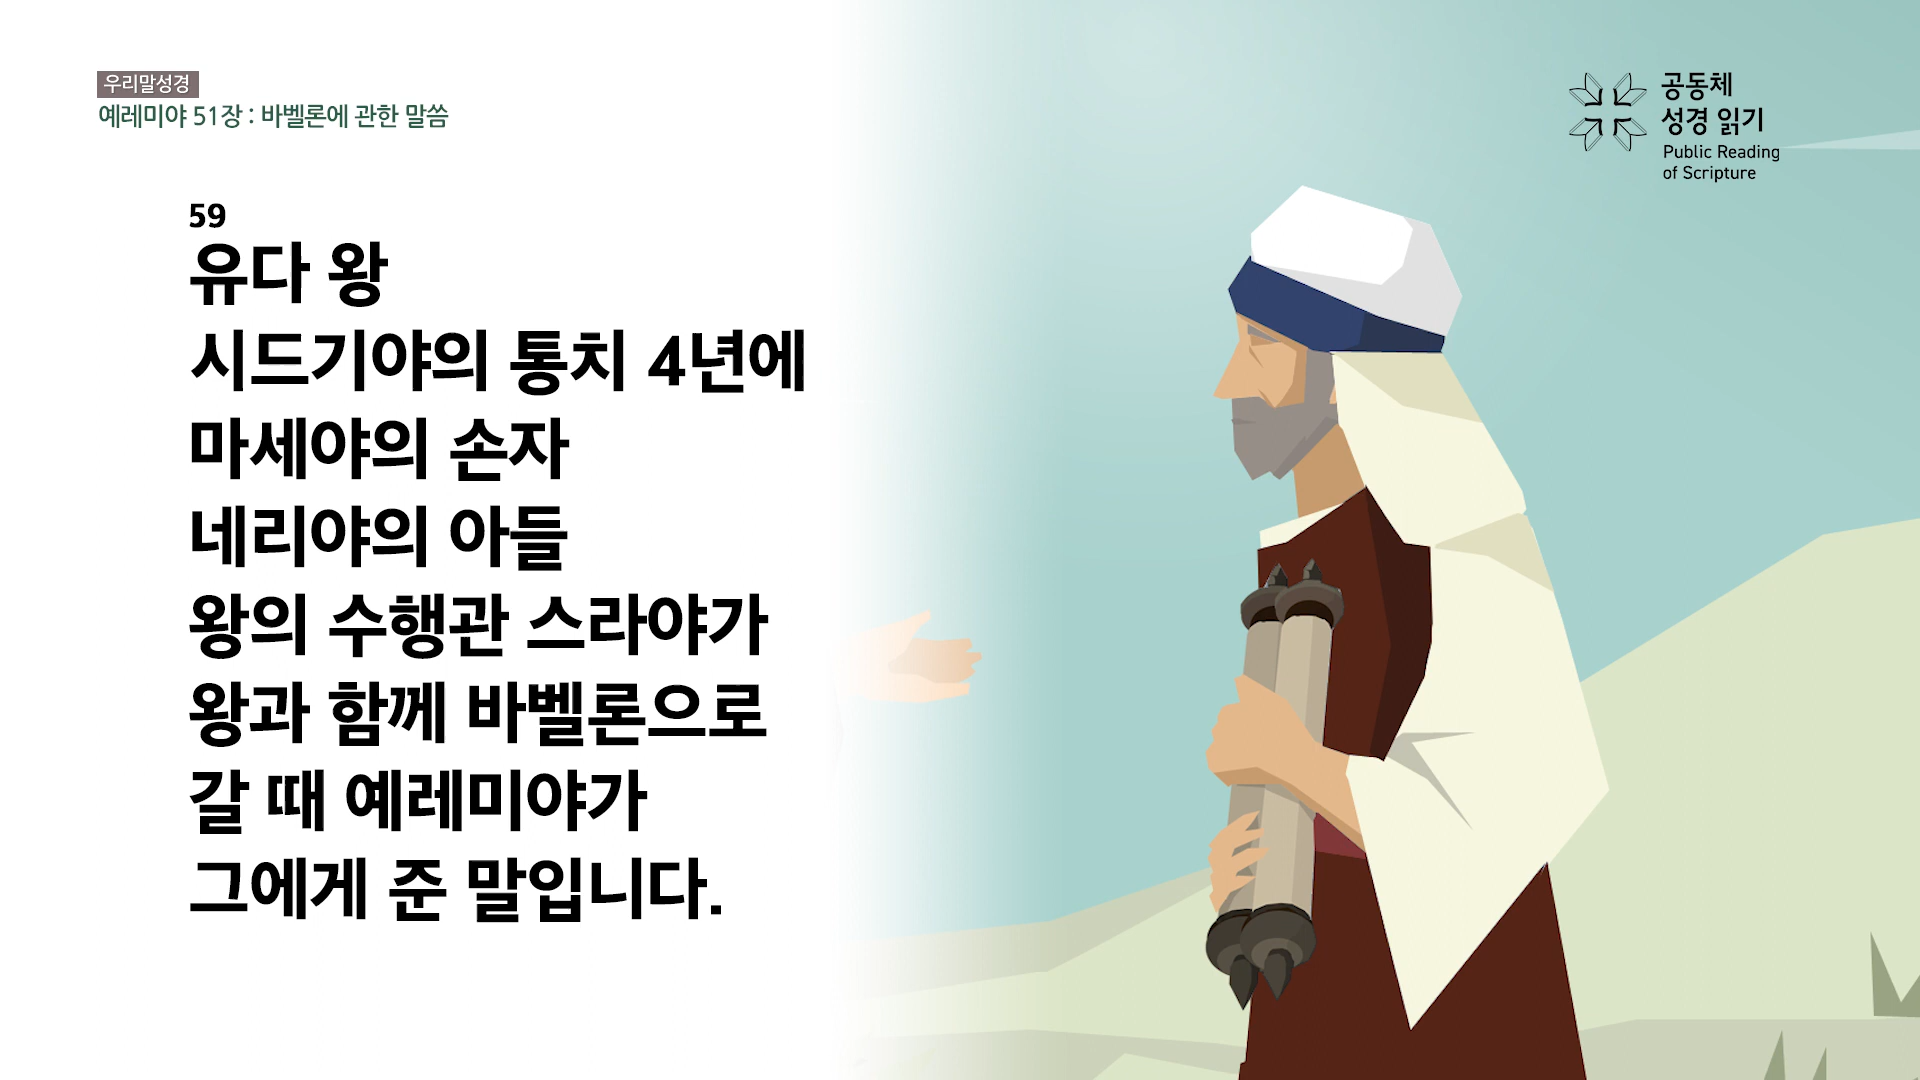 우리말성경
예레미야 51장 : 바벨론에 관한 말씀
공동체
성경 읽기
Public Reading
of Scripture
59
유다 왕
시드기야의 통치 4년에
마세야의 손자
네리야의 아들
왕의 수행관 스라야가
왕과 함께 바벨론으로
갈 때 예레미야가
그에게 준 말입니다.